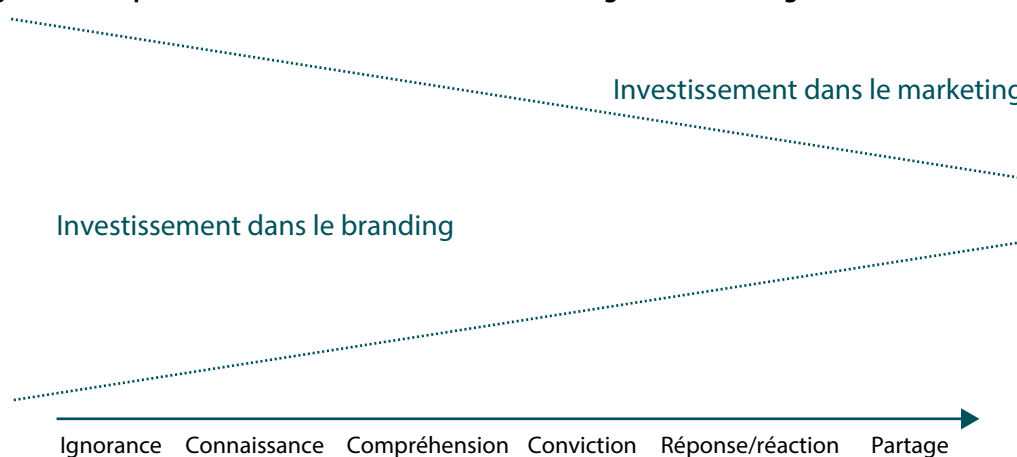 Investissement dans le marketing
Investissement dans le branding
Ignorance Connaissance Compréhension Conviction Réponse/réaction Partage